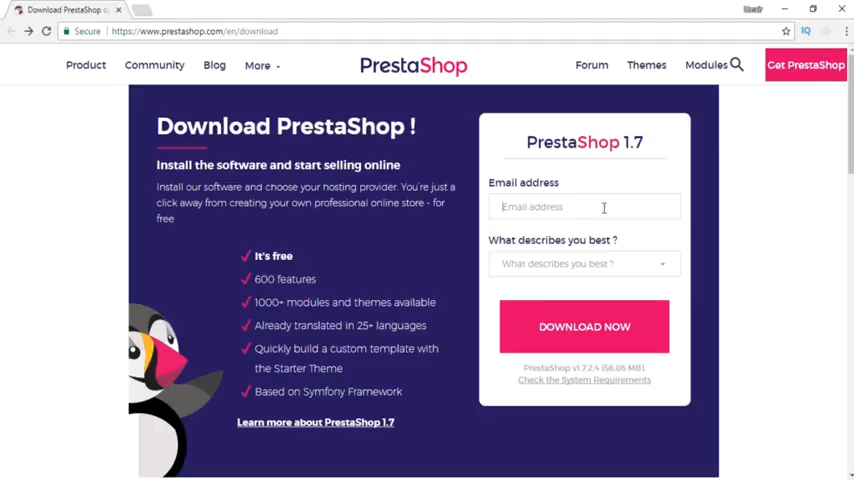 Download PrestaShop o
Umair
Secure
https://www.prestashop.com/en/download
IQ
Product
Community
Blog
More
PrestaShop
Forum
Themes
Modules
Get PrestaShop
Download PrestaShop !
Install the software and start selling online
Install our software and choose your hosting provider. You're just a
click away from creating your own professional online store - for
free
It's free
600 features
1000+ modules and themes available
Already translated in 25+ languages
Quickly build a custom template with
the Starter Theme
Based on Symfony Framework
Learn more about PrestaShop 1.7
PrestaShop 1.7
Email address
Email address
What describes you best ?
What describes you best ?
DOWNLOAD NOW
PrestaShop v1.7.2.4 (56.86 MB).
Check the System Requirements